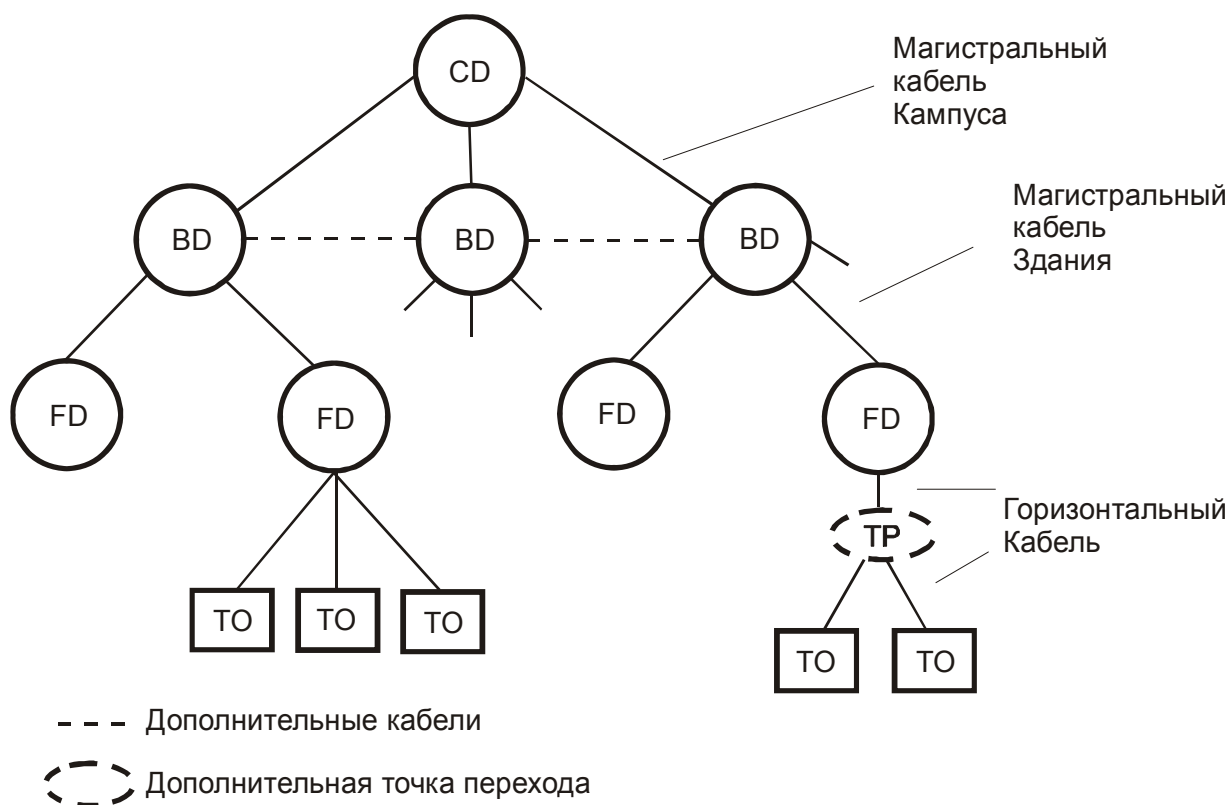 CD
Магистральный
кабель
Кампуса
BD
BD
BD
Магистральный
кабель
Здания
FD
FD
FD
FD
TP
Горизонтальный
Кабель
TO
TO
TO
TO
TO
Дополнительные кабели
Дополнительная точка перехода